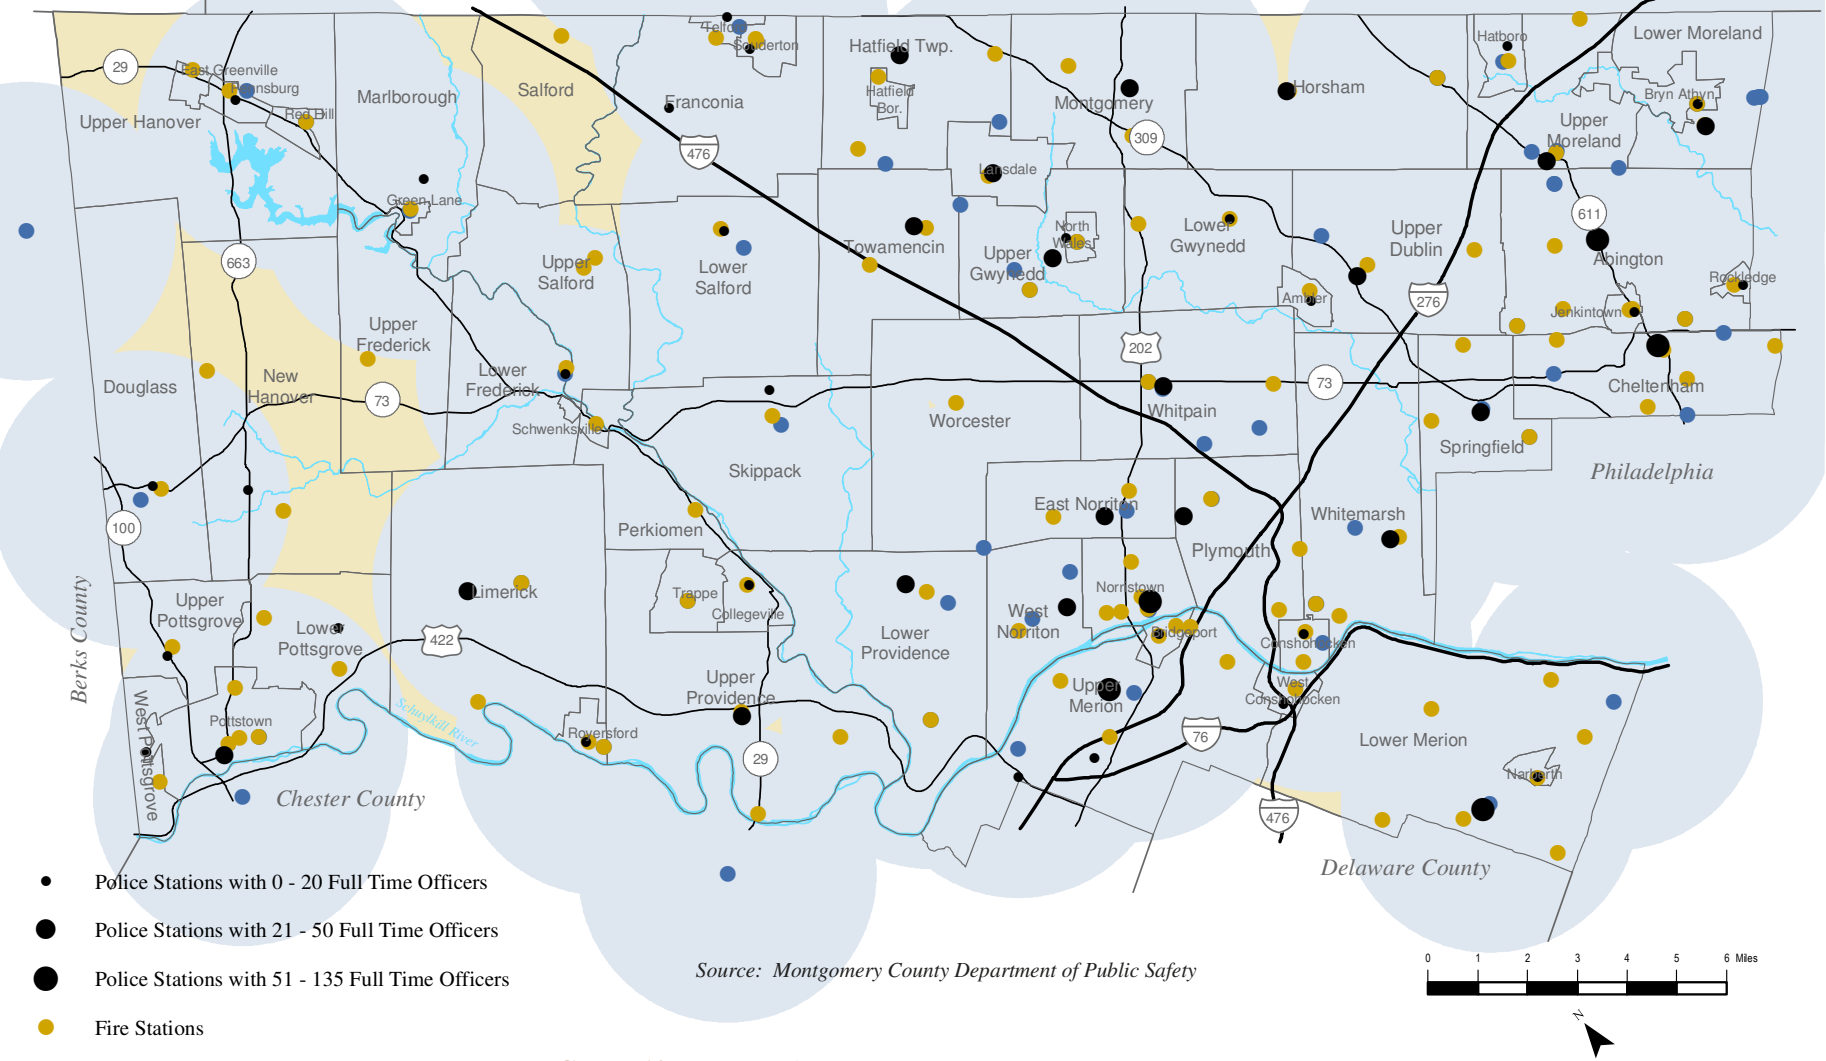 Telford
Souderton
Hatfield Twp.
Hatboro
Lower Moreland
29
East Greenville
Pennsburg
Red Hill
Upper Hanover
Marlborough
Salford
Franconia
Hatfield
Bor.
Montgomery
309
Horsham
Bryn Athyn
Upper
Moreland
476
Lansdale
Green Lane
663
Upper
Salford
Lower
Salford
Towamencin
Upper
Gwynedd
North
Wales
Lower
Gwynedd
Upper
Dublin
611
Abington
Rockledge
Ambler
276
Jenkintown
Upper
Frederick
202
Douglass
New
Hanover
73
Lower
Frederick
Schwenksville
Worcester
Whitpain
73
Cheltenham
Springfield
Philadelphia
Skippack
East Norriton
Whitemarsh
100
Perkiomen
Plymouth
Berks County
Upper
Pottsgrove
Lower
Pottsgrove
Limerick
Trappe
Collegeville
422
Lower
Providence
West
Norriton
Norristown
Bridgeport
Conshohocken
West
Conshohocken
Upper
Merion
Upper
Providence
West Pottsgrove
Pottstown
Schuylkill River
Royersford
29
76
Lower Merion
Narberth
476
Chester County
Delaware County
Police Stations with 0 - 20 Full Time Officers
Police Stations with 21 - 50 Full Time Officers
Police Stations with 51 - 135 Full Time Officers
Fire Stations
Source: Montgomery County Department of Public Safety
0 1 2 3 4 5 6 Miles
N